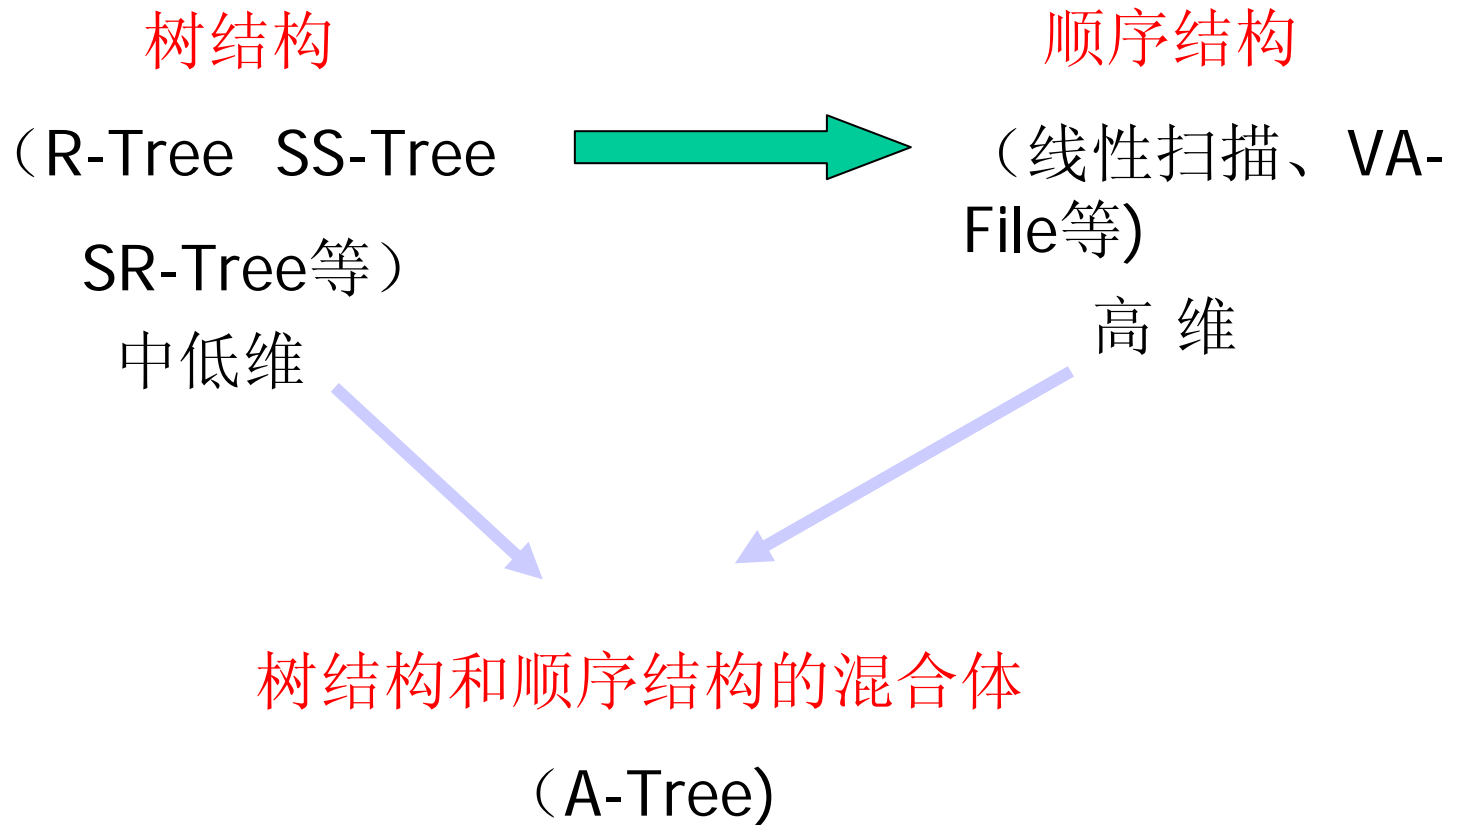 树结构
(R-Tree SS-Tree
SR-Tree等)
中低维
顺序结构
(线性扫描、VA-
File等)
高 维
树结构和顺序结构的混合体
(A-Tree)